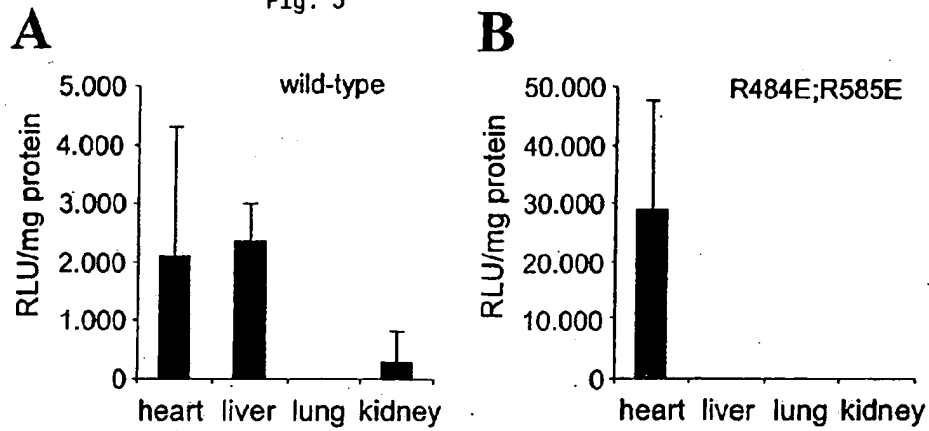 Fig. 5
A
wild-type
RLU/mg protein
5.000
4.000
3.000
2.000
1.000
0
heart liver lung kidney
B
R484E;R585E
RLU/mg protein
50.000
40.000
30.000
20.000
10.000
0
heart liver lung kidney